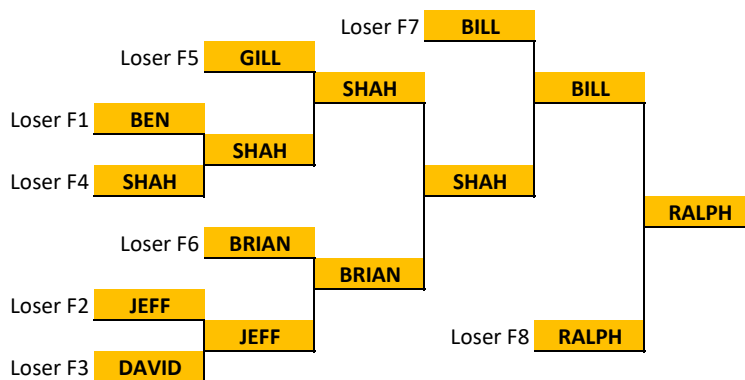 Loser F7 BILL
Loser F5 GILL
SHAH BILL
Loser F1 BEN
SHAH
Loser F4 SHAH SHAH
RALPH
Loser F6 BRIAN
BRIAN
Loser F2 JEFF
JEFF Loser F8 RALPH
Loser F3 DAVID